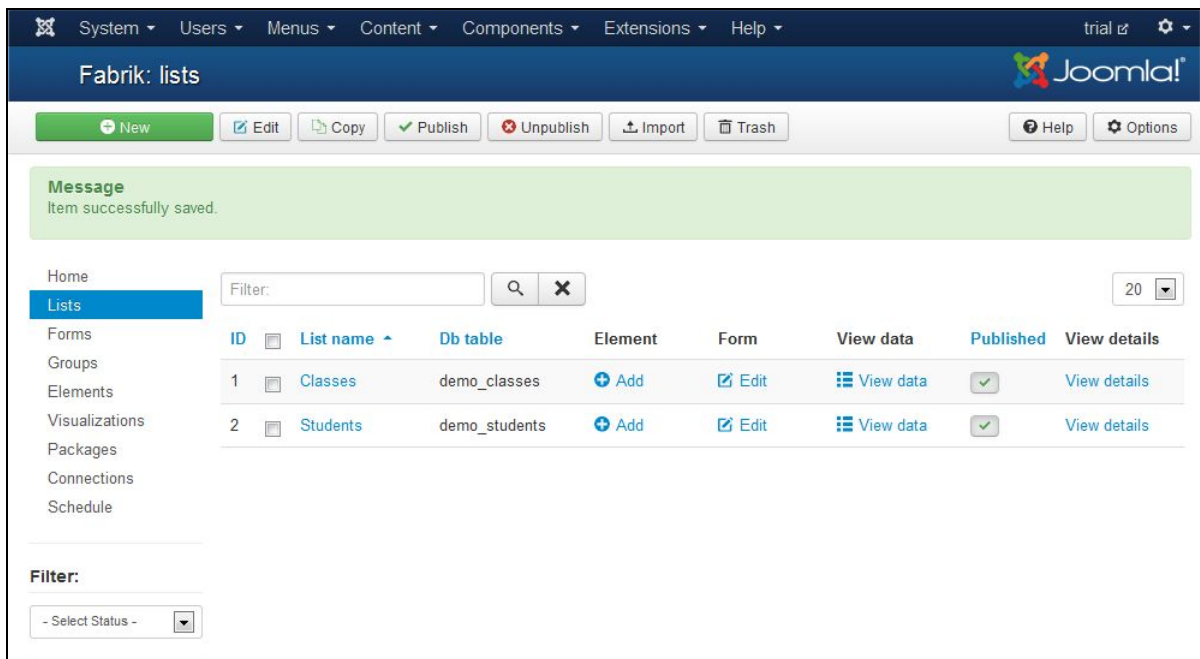 System Users Menus Content Components Extensions Help trial
Fabrik: lists Joomla!
New Edit Copy Publish Unpublish Import Trash Help Options
Message
Item successfully saved.
Home
Lists
Forms
Groups
Elements
Visualizations
Packages
Connections
Schedule
Filter:
- Select Status -
Filter: 20
ID List name Db table Element Form View data Published View details
1 Classes demo_classes Add Edit View data View details
2 Students demo_students Add Edit View data View details